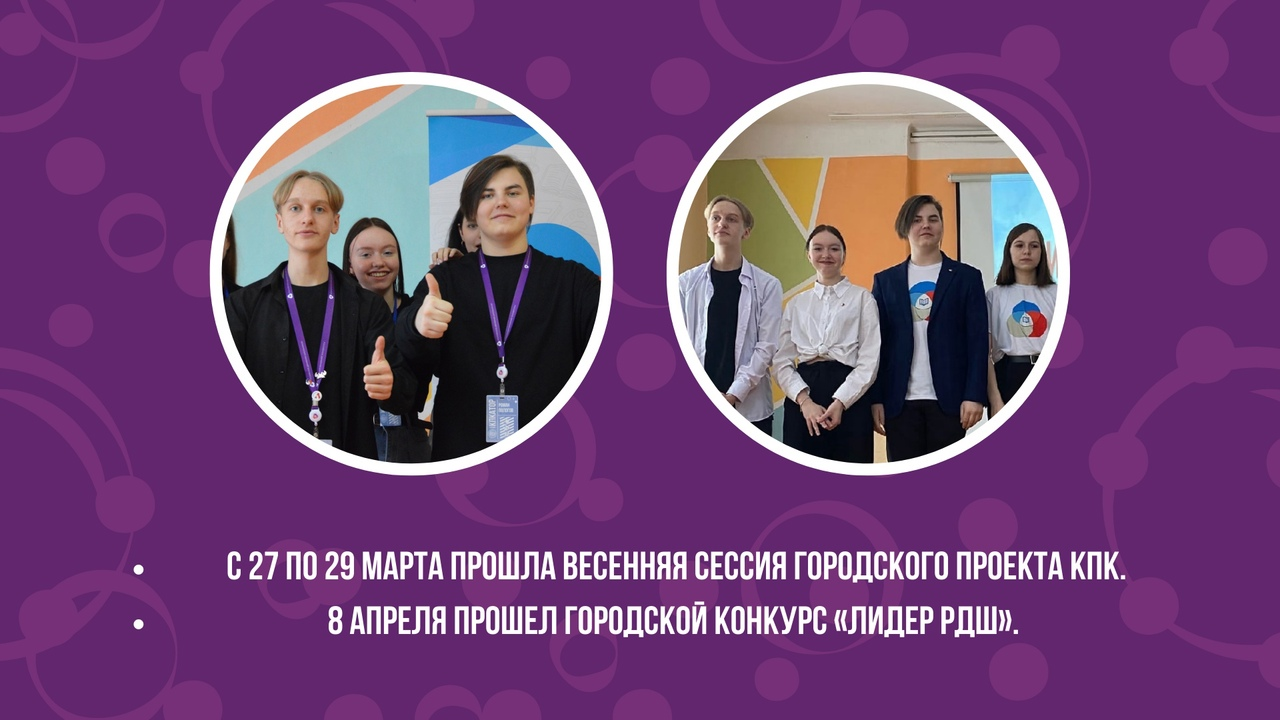 С 27 ПО 29 МАРТА ПРОШЛА ВЕСЕННЯЯ СЕССИЯ ГОРОДСКОГО ПРОЕКТА КПК.
8 АПРЕЛЯ ПРОШЕЛ ГОРОДСКОЙ КОНКУРС «ЛИДЕР РДШ».